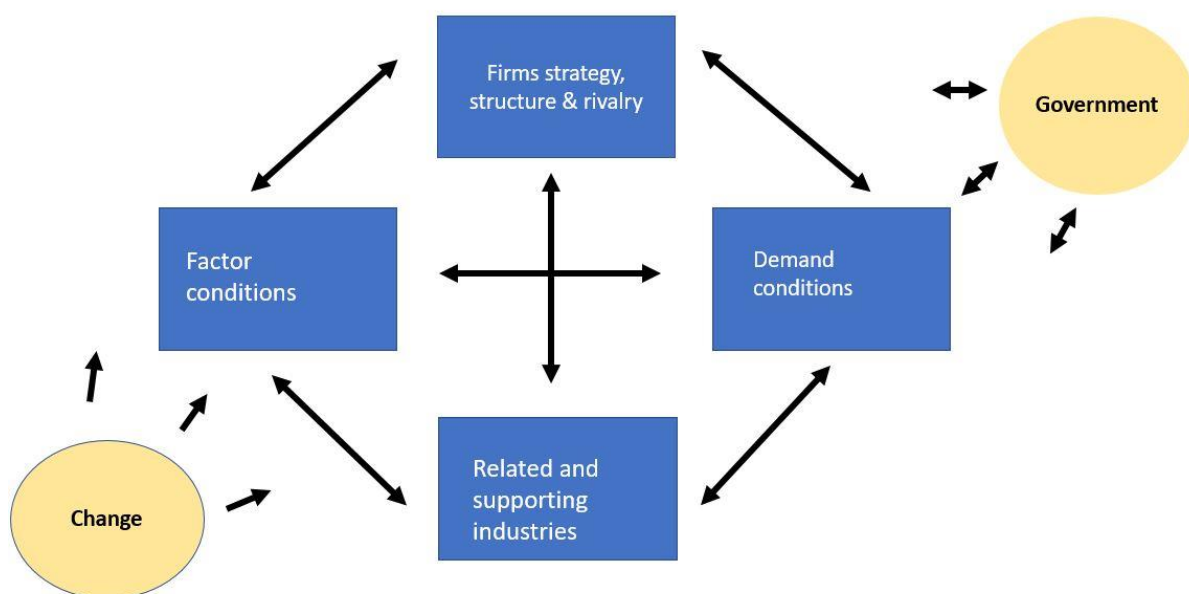 Firms strategy,
structure & rivalry
Government
Factor
conditions
Demand
conditions
Related and
supporting
industries
Change